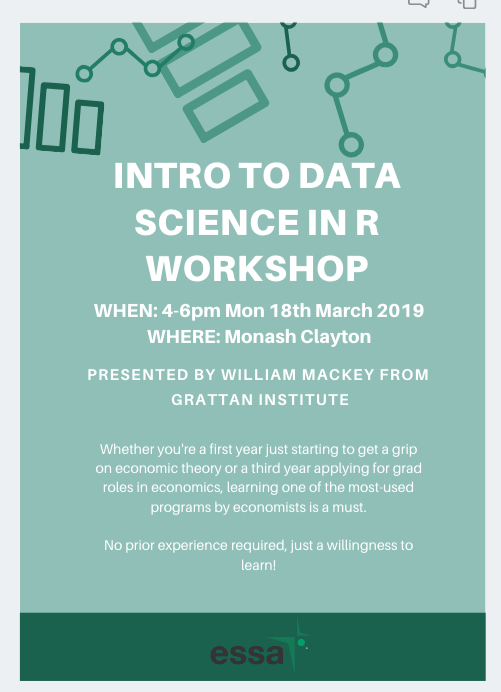 INTRO TO DATA
SCIENCE IN R
WORKSHOP
WHEN: 4-6pm Mon 18th March 2019
WHERE: Monash Clayton
PRESENTED BY WILLIAM MACKEY FROM
GRATTAN INSTITUTE
Whether you're a first year just starting to get a grip
on economic theory or a third year applying for grad
roles in economics, learning one of the most-used
programs by economists is a must.
No prior experience required, just a willingness to
learn!
essa